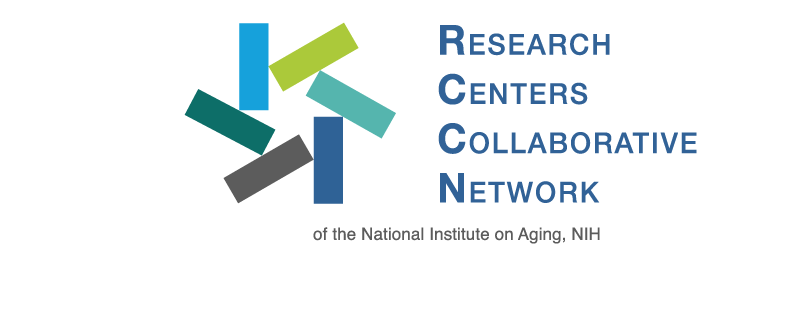 RESEARCH
CENTERS
COLLABORATIVE
NETWORK
of the National Institute on Aging, NIH